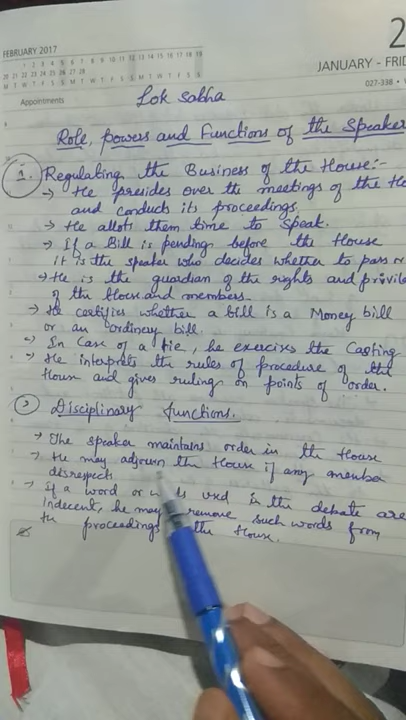 FEBRUARY 2017
2
JANUARY - FRI
027-338
Appointments
Lok Sabha
Role, powers and Functions of the Speaker
1. Regulating the Business of the House:-
→ He presides over the meetings of the Ho
and conducts its proceedings.
→ He allots them time to Speak.
→ If a Bill is pending before the House
it is the speaker who decides whether to pass
→ He is the guardian of the rights and privile
of the House and members.
→ He certifies whether a bill is a Money bill
or an ordinery bill.
→ In Case of a tie, he exercises the Casting
→ He interprets the rules of procedure of the
House and gives ruling on points of order.
2 Disciplinary functions.
→ The speaker maintains order in the House
→ He may adjourn the House if any member
disrespects
→ If a word or used in the debate are
Indecent, he may remove such words from
the proceedings the House.